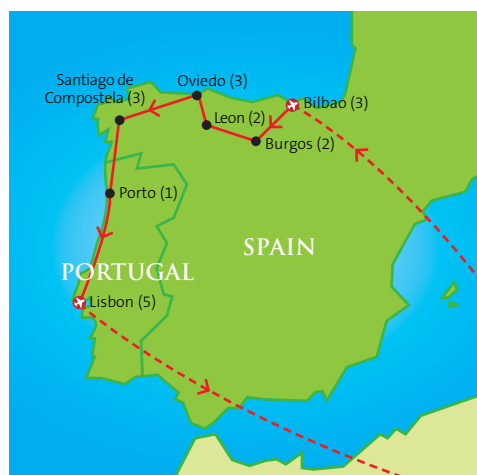 Santiago de
Compostela (3)
Oviedo (3)
Bilbao (3)
Leon (2)
Burgos (2)
Porto (1)
SPAIN
PORTUGAL
Lisbon (5)